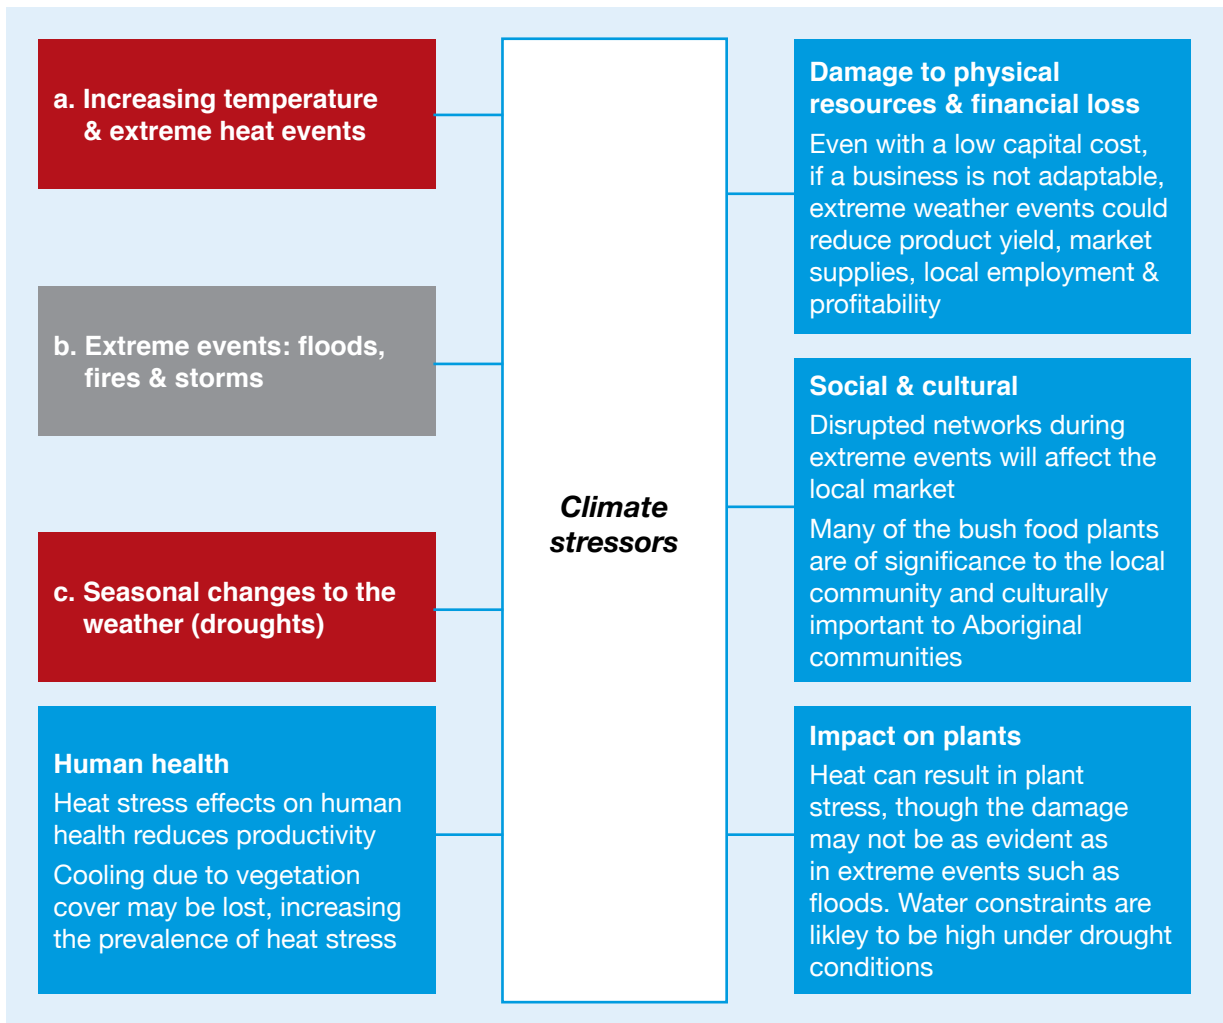 a. Increasing temperature
& extreme heat events
b. Extreme events: floods,
fires & storms
c. Seasonal changes to the
weather (droughts)
Human health
Heat stress effects on human
health reduces productivity
Cooling due to vegetation
cover may be lost, increasing
the prevalence of heat stress
Climate
stressors
Damage to physical
resources & financial loss
Even with a low capital cost,
if a business is not adaptable,
extreme weather events could
reduce product yield, market
supplies, local employment &
profitability
Social & cultural
Disrupted networks during
extreme events will affect the
local market
Many of the bush food plants
are of significance to the local
community and culturally
important to Aboriginal
communities
Impact on plants
Heat can result in plant
stress, though the damage
may not be as evident as
in extreme events such as
floods. Water constraints are
likley to be high under drought
conditions